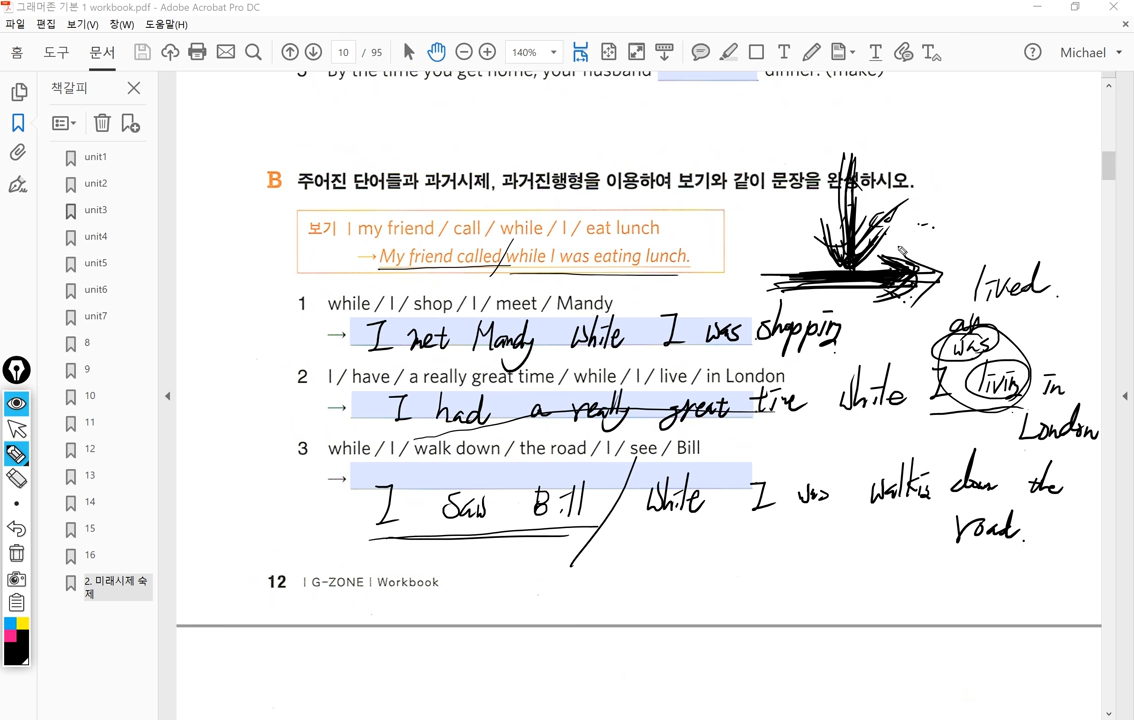 그래머존 기본 1 workbook.pdf - Adobe Acrobat Pro DC
파일 편집 보기(V) 창(W) 도움말(H)
홈 도구 문서 10 / 95 140% Michael
책갈피
unit1
unit2
unit3
unit4
unit5
unit6
unit7
8
9
10
11
12
13
14
15
16
2. 미래시제 숙
제
3 By the time you get home, your husband dinner. (make)
B 주어진 단어들과 과거시제, 과거진행형을 이용하여 보기와 같이 문장을 완성하시오.
보기 | my friend / call / while / I / eat lunch
→ My friend called while I was eating lunch.
lived.
1 while / I / shop / I / meet / Mandy
→ I met Mandy while I was shopping
2 I / have / a really great time / while / I / live / in London
was
→ I had a really great time while I living in
London
3 while / I / walk down / the road / I / see / Bill
→
I saw Bill / while I was walking down the
road.
12 | G-ZONE | Workbook